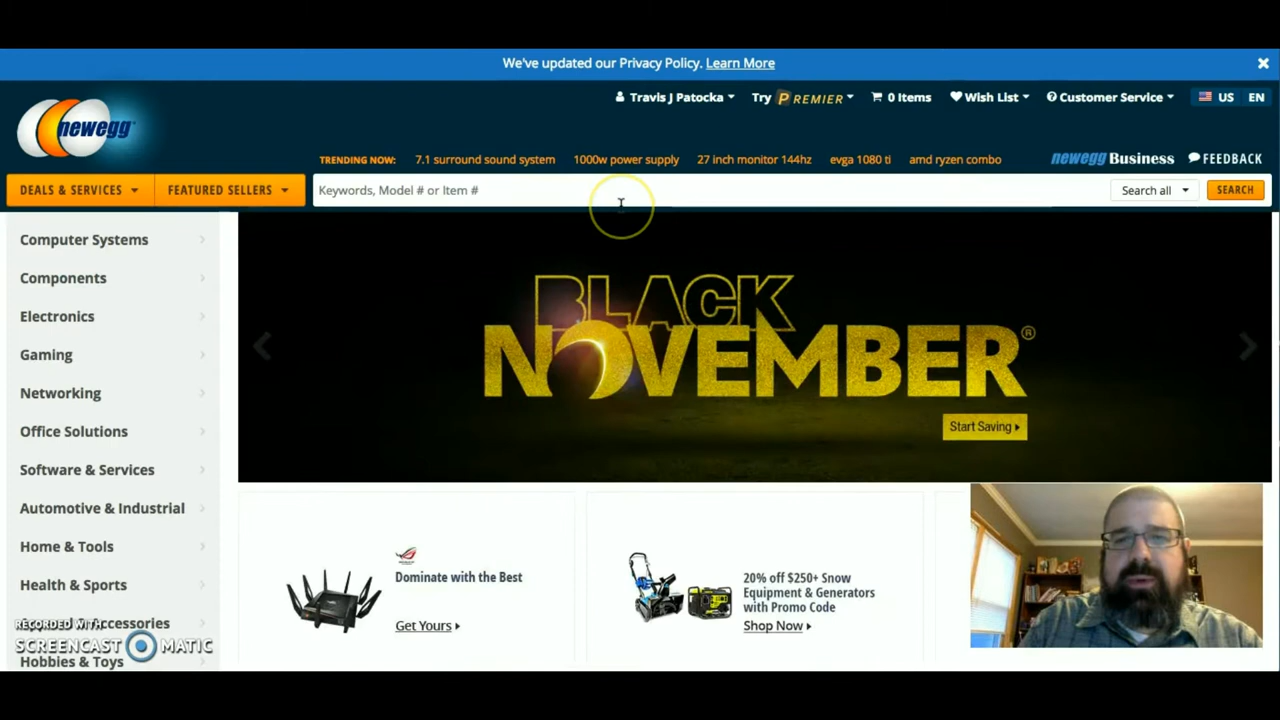 We've updated our Privacy Policy. Learn More
Travis J Patocka
Try PREMIER
0 Items
Wish List
Customer Service
US
EN
newegg
TRENDING NOW:
7.1 surround sound system
1000w power supply
27 inch monitor 144hz
evga 1080 ti
amd ryzen combo
newegg Business
FEEDBACK
DEALS & SERVICES
FEATURED SELLERS
Keywords, Model # or Item #
Search all
SEARCH
Computer Systems
Components
Electronics
Gaming
Networking
Office Solutions
Software & Services
Automotive & Industrial
Home & Tools
Health & Sports
Accessories
Hobbies & Toys
BLACK
NOVEMBER®
Start Saving
Dominate with the Best
Get Yours
20% off $250+ Snow
Equipment & Generators
with Promo Code
Shop Now
RECORDED WITH
SCREENCAST MATIC